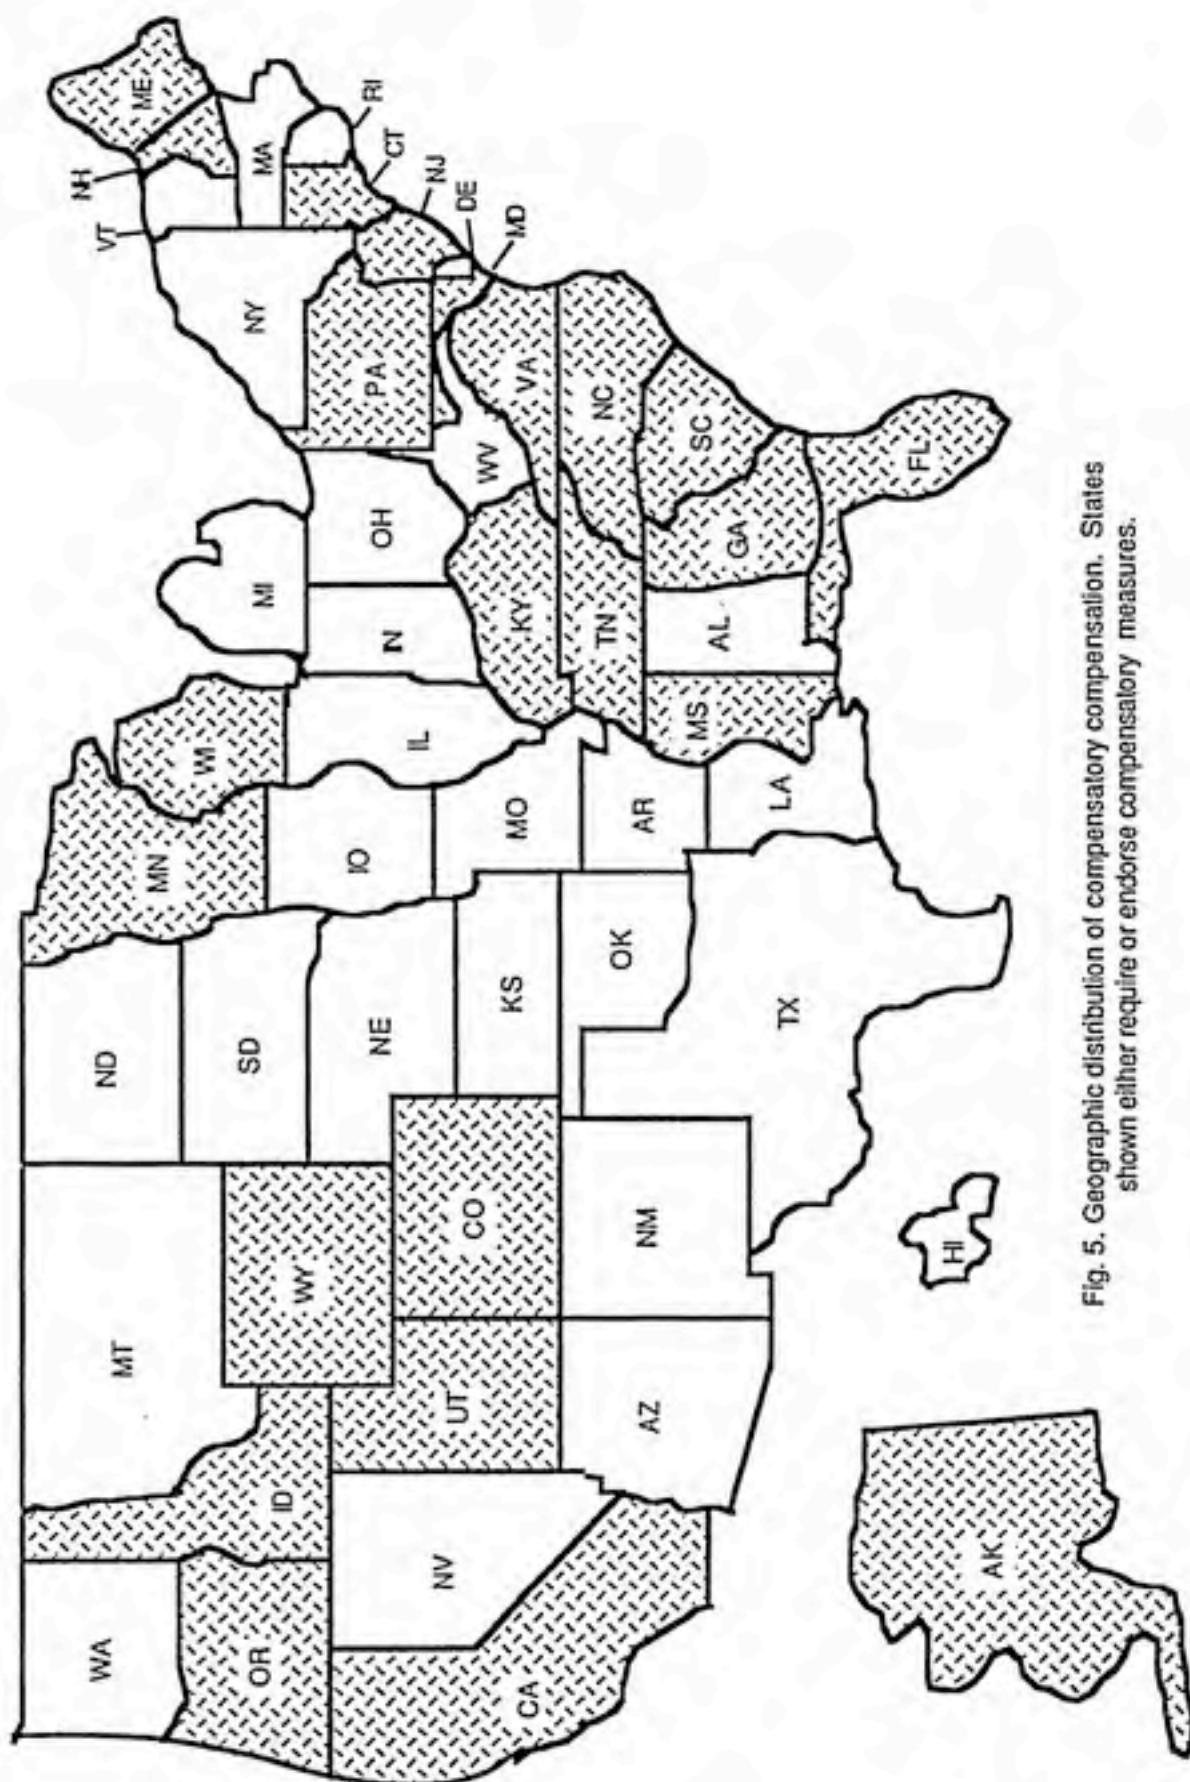 WA
OR
CA
NV
ID
MT
WY
UT
AZ
CO
NM
ND
SD
NE
KS
OK
TX
MN
IO
MO
AR
LA
WI
IL
MI
IN
OH
KY
TN
MS
AL
GA
FL
SC
NC
VA
WV
PA
NY
VT
NH
ME
MA
RI
CT
NJ
DE
MD
AK
HI
Fig. 5. Geographic distribution of compensatory compensation. States
shown either require or endorse compensatory measures.